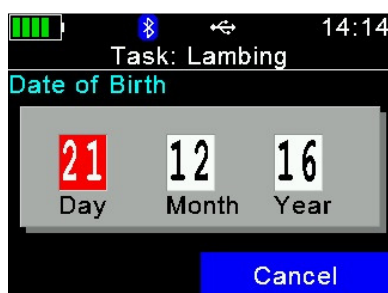 14:14
Task: Lambing
Date of Birth
21 12 16
Day Month Year
Cancel